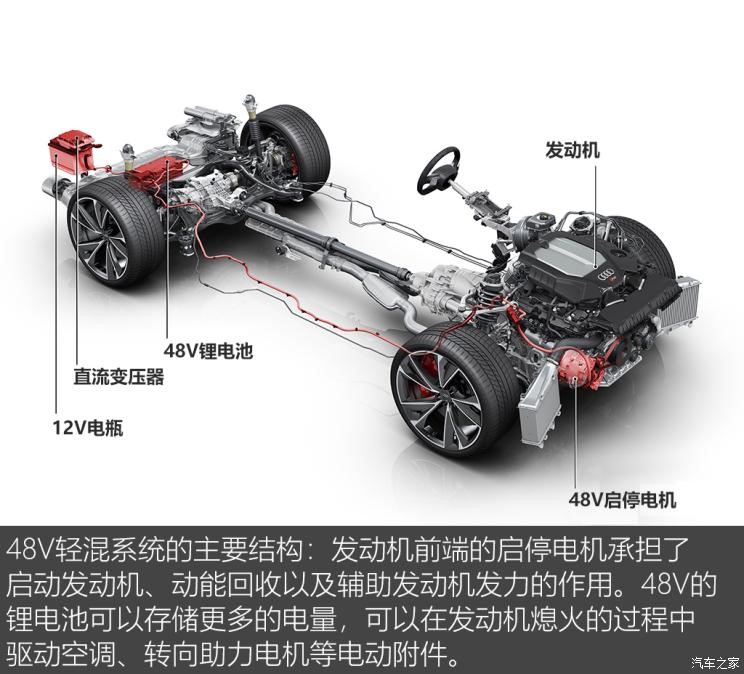 发动机
48V锂电池
直流变压器
12V电瓶
48V启停电机
48V轻混系统的主要结构：发动机前端的启停电机承担了
启动发动机、动能回收以及辅助发动机发力的作用。48V的
锂电池可以存储更多的电量，可以在发动机熄火的过程中
驱动空调、转向助力电机等电动附件。
汽车之家